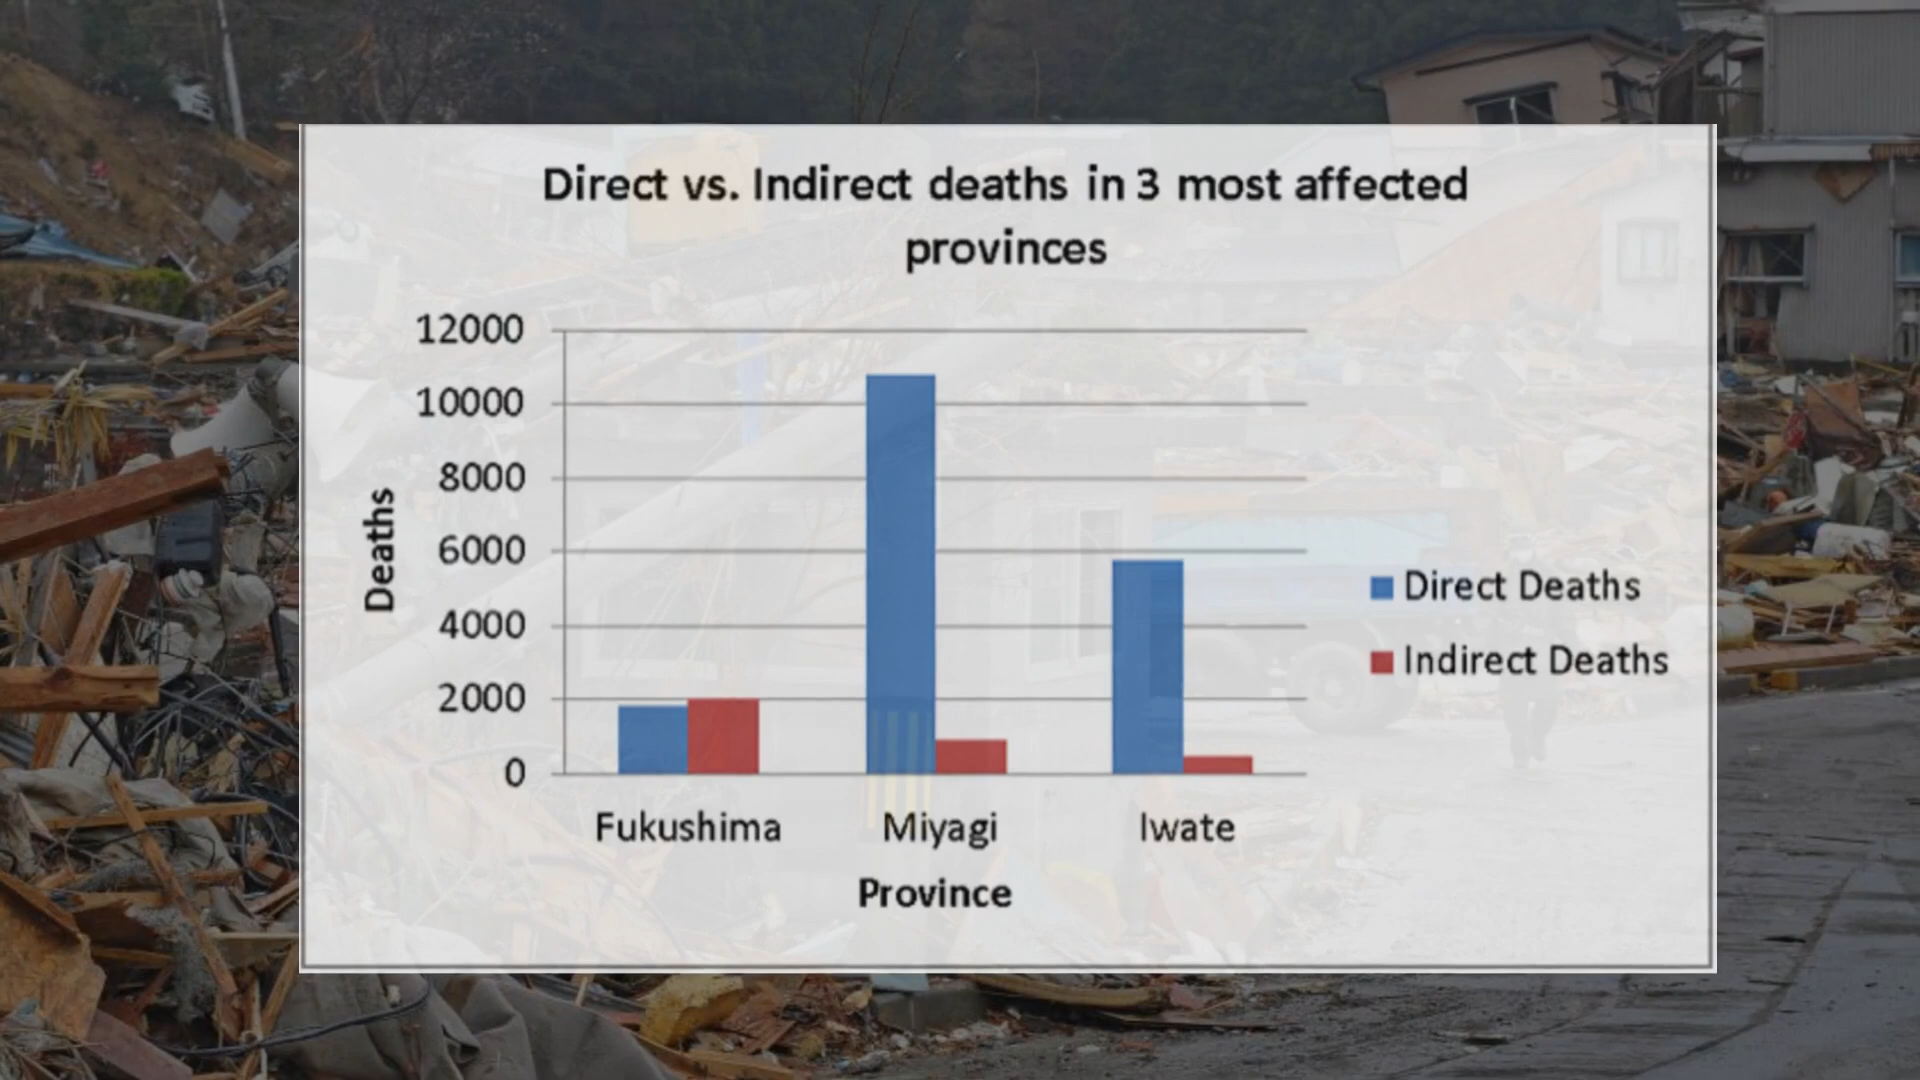 Direct vs. Indirect deaths in 3 most affected
provinces
12000
10000
8000
6000
4000
2000
0
Deaths
Fukushima Miyagi Iwate
Province
Direct Deaths
Indirect Deaths